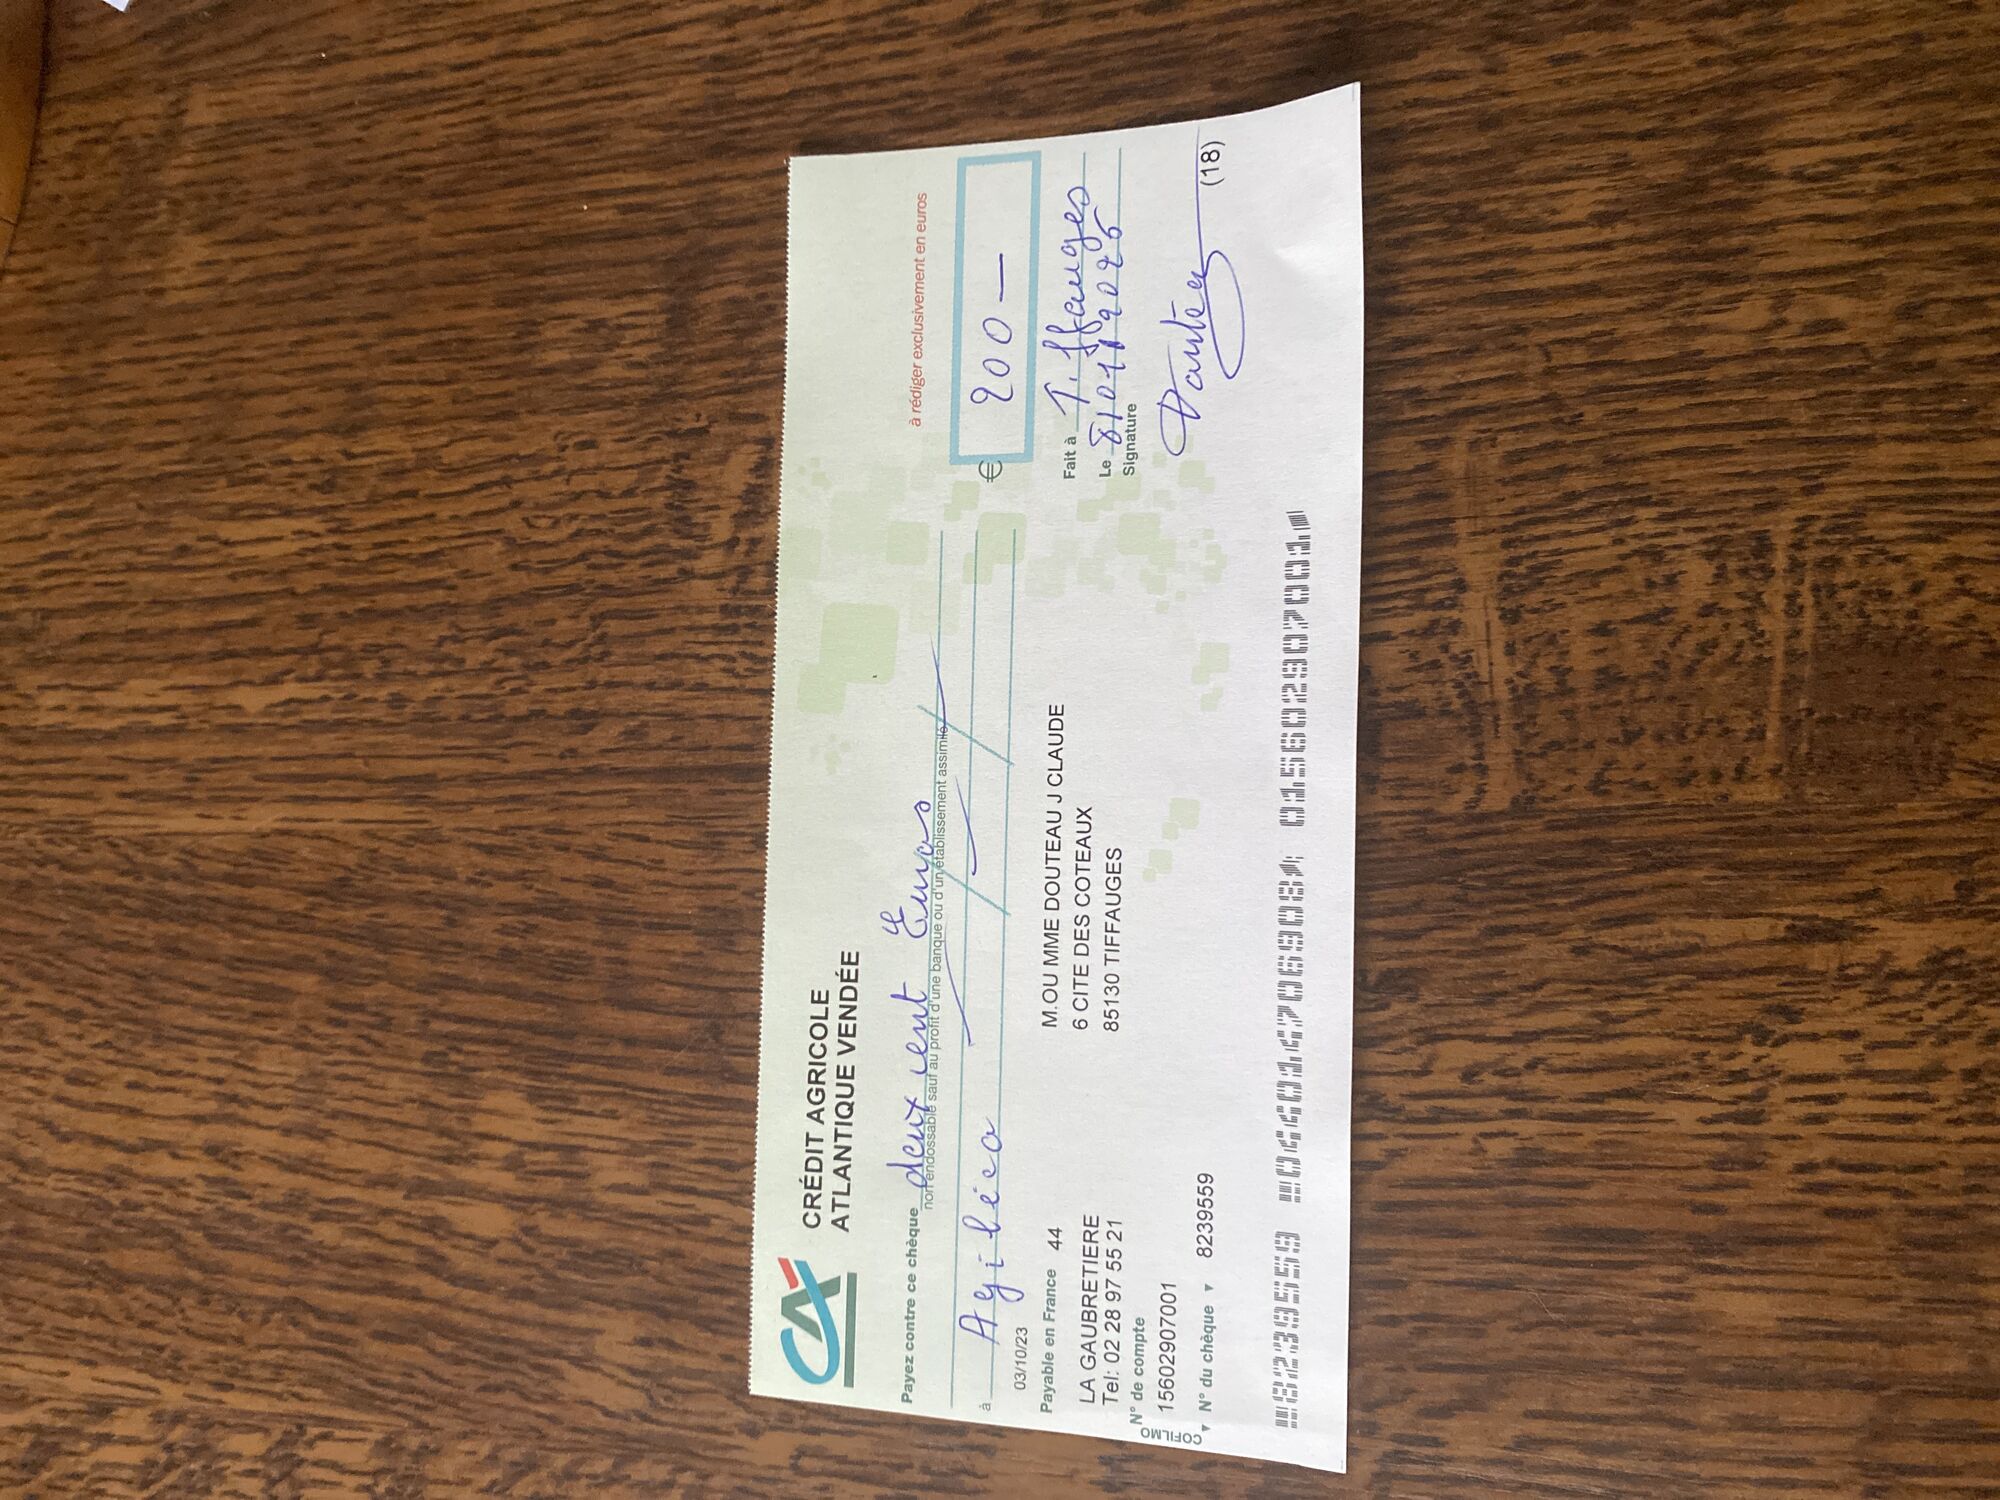 CRÉDIT AGRICOLE
ATLANTIQUE VENDÉE
à rédiger exclusivement en euros
Payez contre ce chèque deux cent Euros
non endossable sauf au profit d'une banque ou d'un établissement assimilé
€ 200 —
à Agiléco
03/10/23
Payable en France 44
LA GAUBRETIERE
Tel: 02 28 97 55 21
N° de compte
15602907001
COFILMO
N° du chèque 8239559
M.OU MME DOUTEAU J CLAUDE
6 CITE DES COTEAUX
85130 TIFFAUGES
Fait à Tiffauges
Le 8/01/2026
Signature
(18)